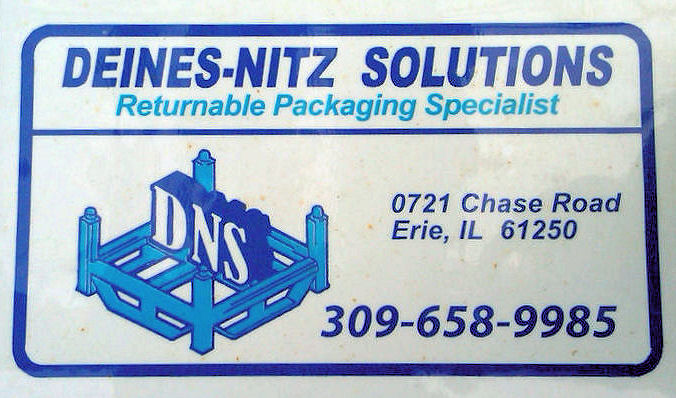 DEINES-NITZ SOLUTIONS
Returnable Packaging Specialist
DNS
0721 Chase Road
Erie, IL 61250
309-658-9985